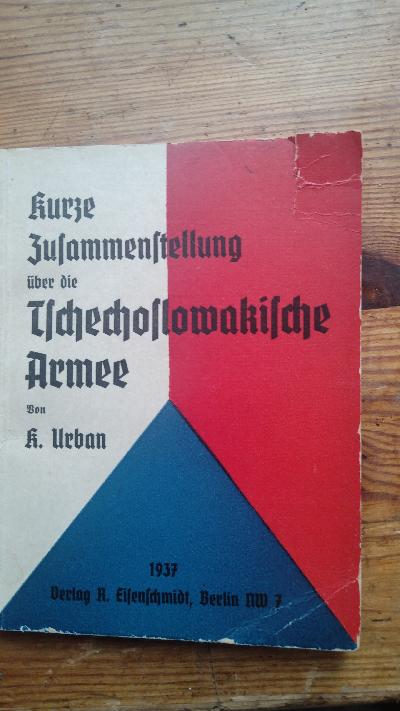 Kurze
Zusammenstellung
über die
Tschechoslowakische
Armee
Von
K. Urban
1937
Verlag R. Eisenschmidt, Berlin NW 7